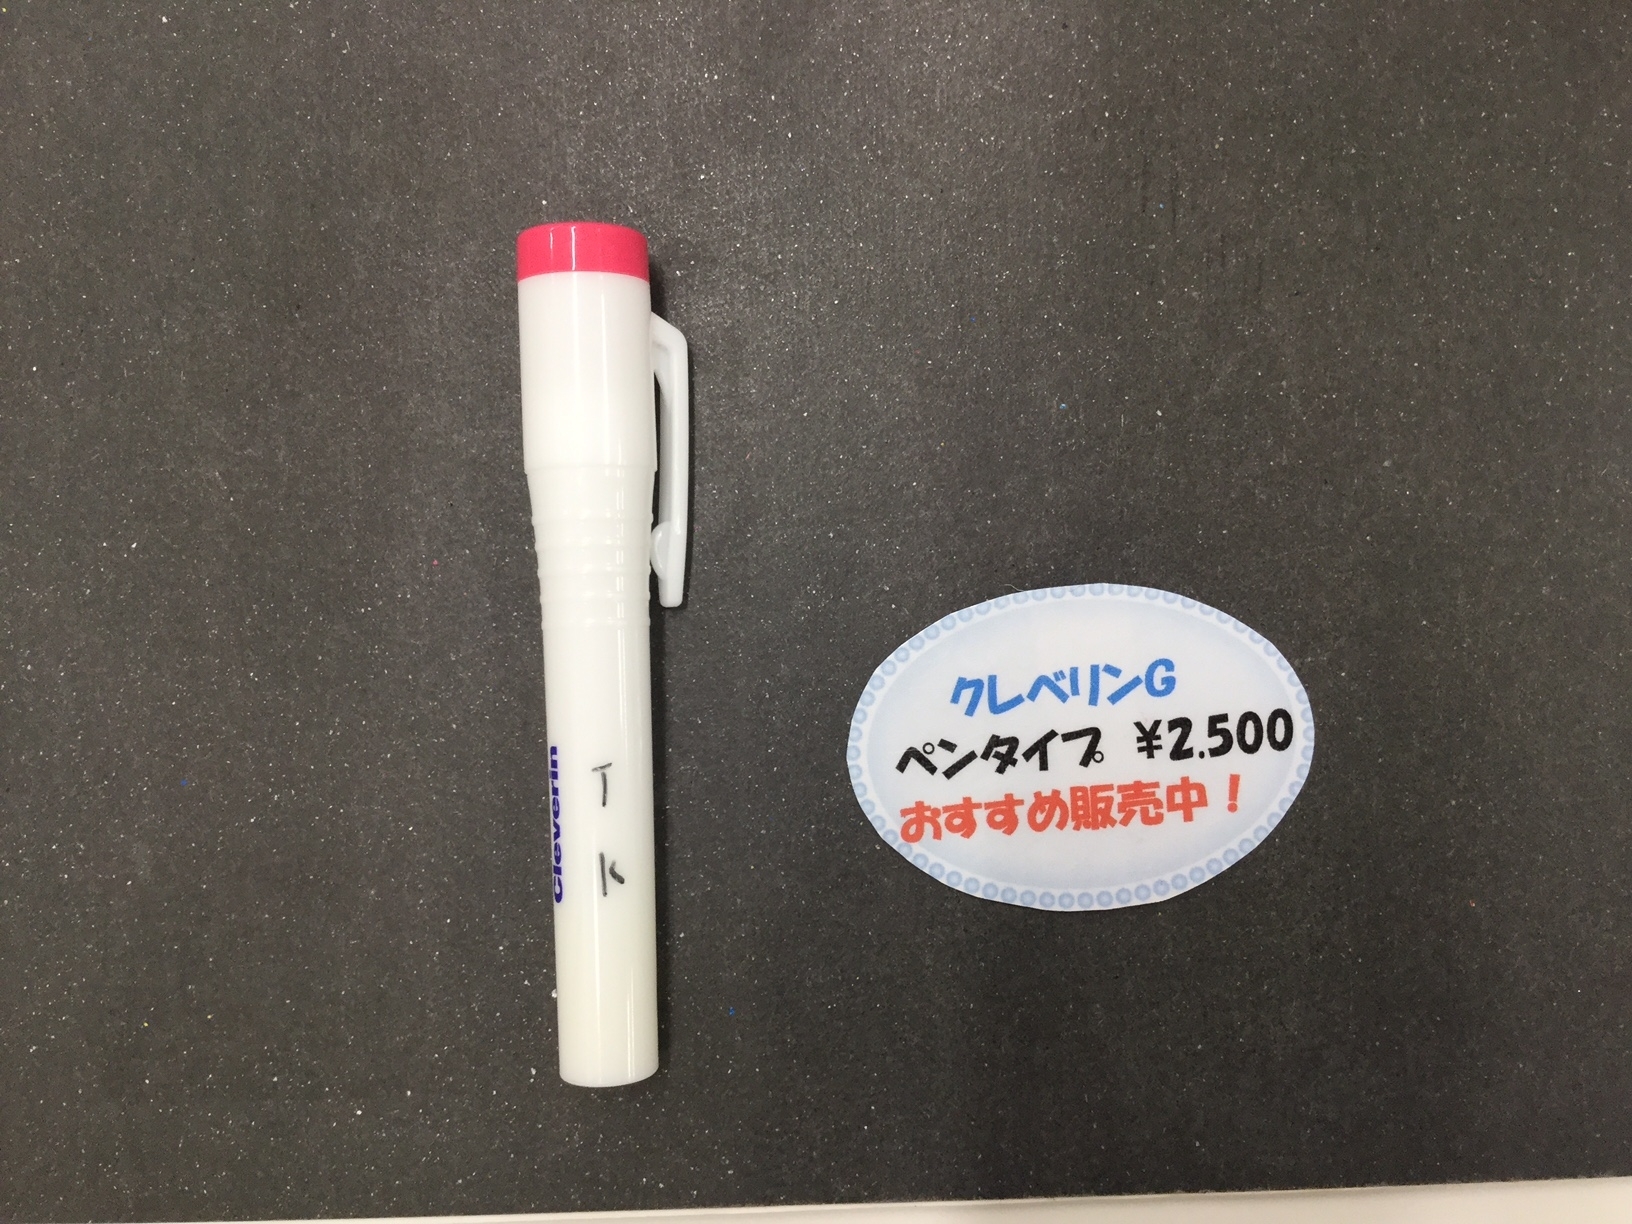 Cleverin
T
K
クレベリンG
ペンタイプ ¥2.500
おすすめ販売中！